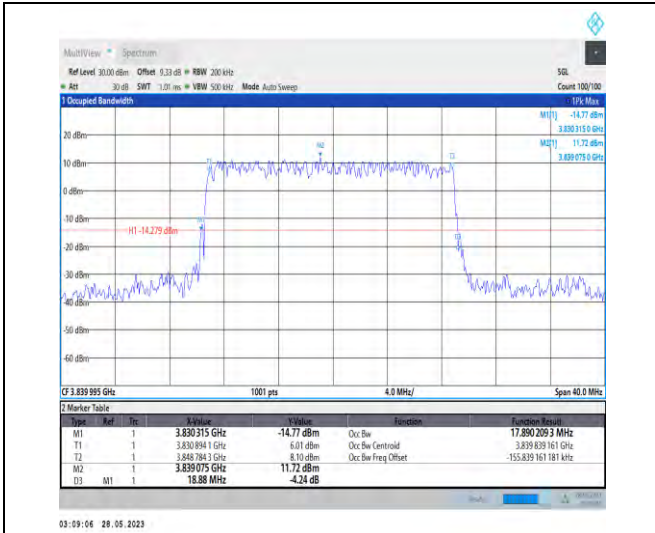 MultiView Spectrum
Ref Level 30.00 dBm Offset 9.33 dB RBW 200 kHz SGL
Att 30 dB SWT 1.01 ms VBW 500 kHz Mode Auto Sweep Count 100/100
1 Occupied Bandwidth 1Pk Max
M1[1] -14.77 dBm
3.830 315 0 GHz
M2[1] 11.72 dBm
3.839 075 0 GHz
20 dBm
M2
T1 T2
10 dBm
0 dBm
-10 dBm
M1
H1 -14.279 dBm
D3
-20 dBm
-30 dBm
-40 dBm
-50 dBm
-60 dBm
CF 3.839 995 GHz 1001 pts 4.0 MHz/ Span 40.0 MHz
2 Marker Table
Type Ref Trc X-Value Y-Value Function Function Result
M1 1 3.830 315 GHz -14.77 dBm Occ Bw 17.890 209 3 MHz
T1 1 3.830 894 1 GHz 6.01 dBm Occ Bw Centroid 3.839 839 161 GHz
T2 1 3.848 784 3 GHz 8.10 dBm Occ Bw Freq Offset -155.839 161 181 kHz
M2 1 3.839 075 GHz 11.72 dBm
D3 M1 1 18.88 MHz -4.24 dB
03:09:06 28.05.2023